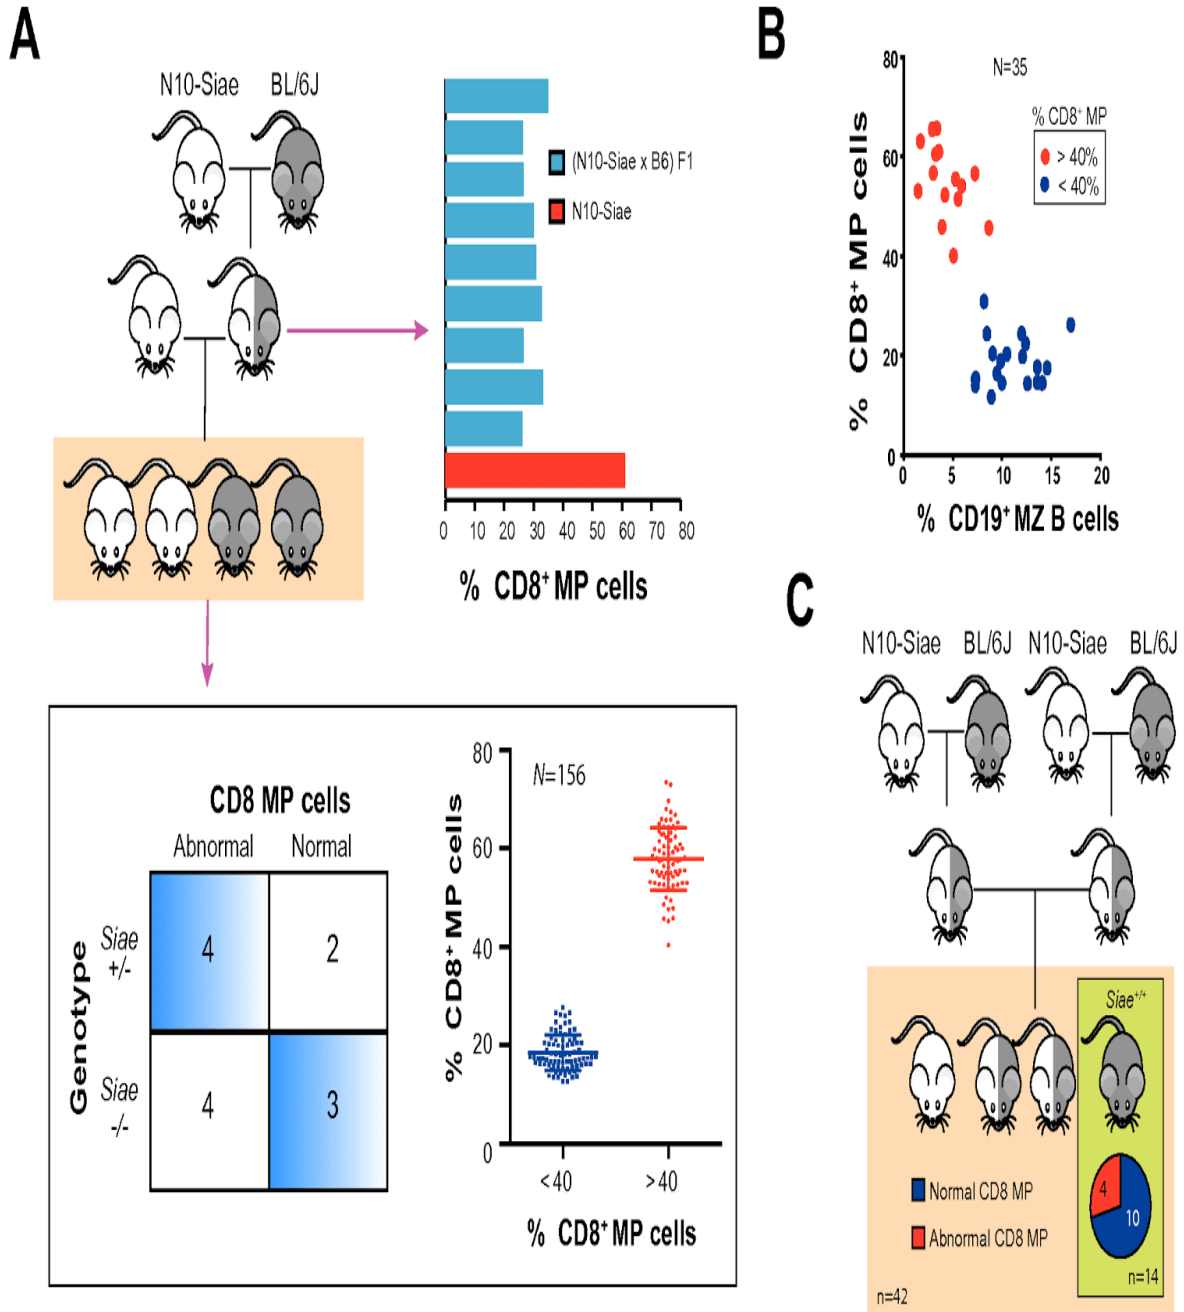 A
N10-Siae BL/6J
(N10-Siae x B6) F1
N10-Siae
0 10 20 30 40 50 60 70 80
% CD8+ MP cells
CD8 MP cells
Abnormal Normal
Genotype
Siae +/-
4 2
Siae -/-
4 3
% CD8+ MP cells
80
60
40
20
0
N=156
<40 >40
% CD8+ MP cells
B
% CD8+ MP cells
80
60
40
20
0
N=35
% CD8+ MP
> 40%
< 40%
0 5 10 15 20
% CD19+ MZ B cells
C
N10-Siae BL/6J N10-Siae BL/6J
Siae+/+
Normal CD8 MP
Abnormal CD8 MP
4
10
n=14
n=42